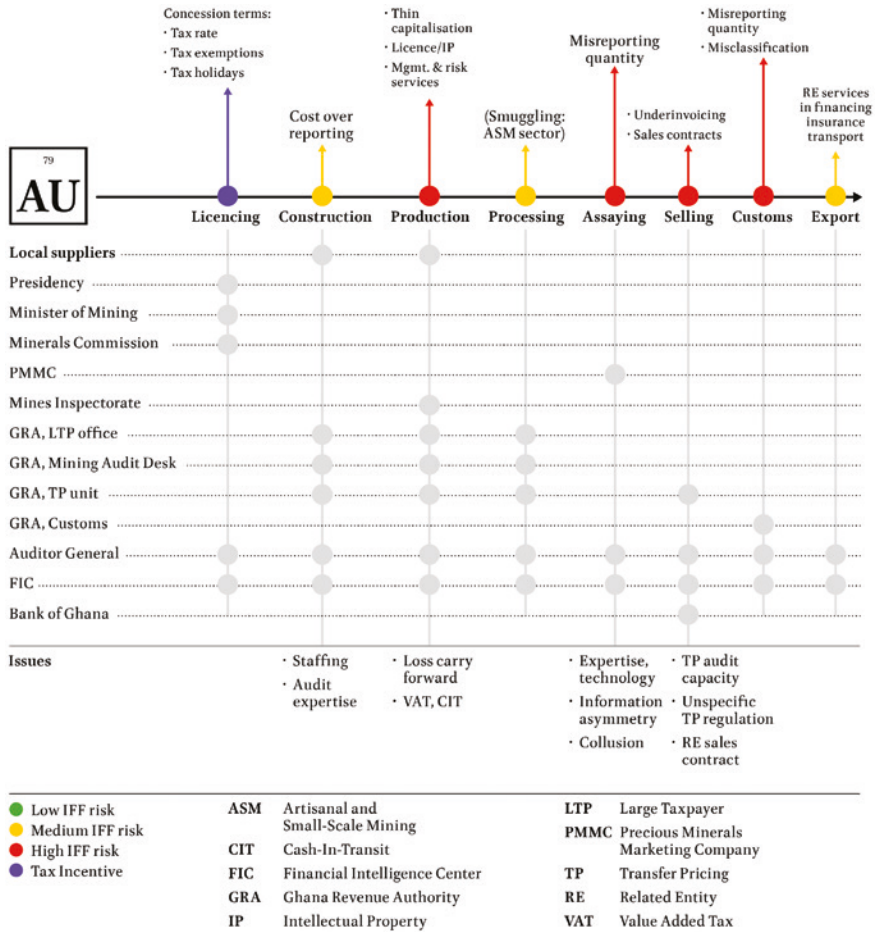 Concession terms:
· Tax rate
· Tax exemptions
· Tax holidays
Cost over
reporting
· Thin
capitalisation
· Licence/IP
· Mgmt. & risk
services
(Smuggling:
ASM sector)
Misreporting
quantity
· Underinvoicing
· Sales contracts
· Misreporting
quantity
· Misclassification
RE services
in financing
insurance
transport
79
AU
Licencing
Construction
Production
Processing
Assaying
Selling
Customs
Export
Local suppliers
Presidency
Minister of Mining
Minerals Commission
PMMC
Mines Inspectorate
GRA, LTP office
GRA, Mining Audit Desk
GRA, TP unit
GRA, Customs
Auditor General
FIC
Bank of Ghana
Issues
· Staffing
· Audit
expertise
· Loss carry
forward
· VAT, CIT
· Expertise,
technology
· Information
asymmetry
· Collusion
· TP audit
capacity
· Unspecific
TP regulation
· RE sales
contract
Low IFF risk
Medium IFF risk
High IFF risk
Tax Incentive
ASM Artisanal and
Small-Scale Mining
CIT Cash-In-Transit
FIC Financial Intelligence Center
GRA Ghana Revenue Authority
IP Intellectual Property
LTP Large Taxpayer
PMMC Precious Minerals
Marketing Company
TP Transfer Pricing
RE Related Entity
VAT Value Added Tax